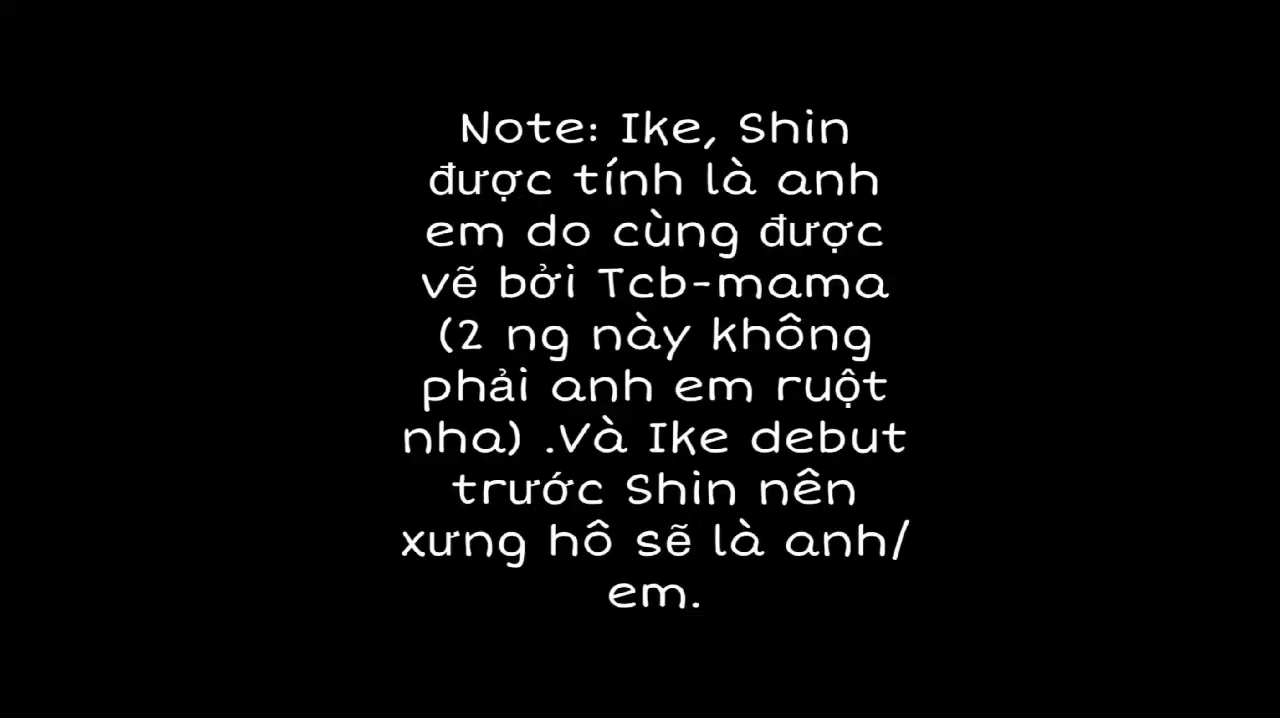 Note: Ike, Shin
được tính là anh
em do cùng được
vẽ bởi Tcb-mama
(2 ng này không
phải anh em ruột
nha) .Và Ike debut
trước Shin nên
xưng hô sẽ là anh/
em.